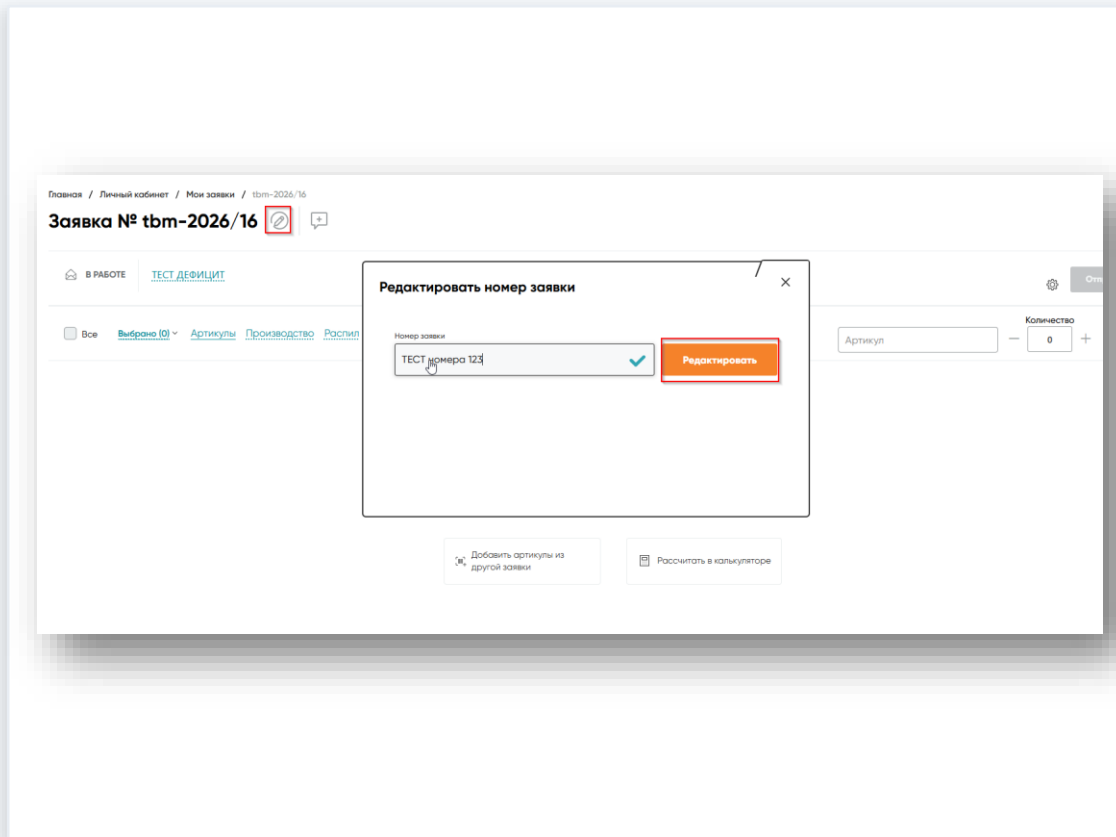 Главная / Личный кабинет / Мои заявки / tbm-2026/16
Заявка № tbm-2026/16
В РАБОТЕ ТЕСТ ДЕФИЦИТ
Редактировать номер заявки
Все Выбрано (0) Артикулы Производство Распил
Номер заявки
ТЕСТ номера 123
Редактировать
Артикул
Количество
0
Добавить артикулы из
другой заявки
Рассчитать в калькуляторе